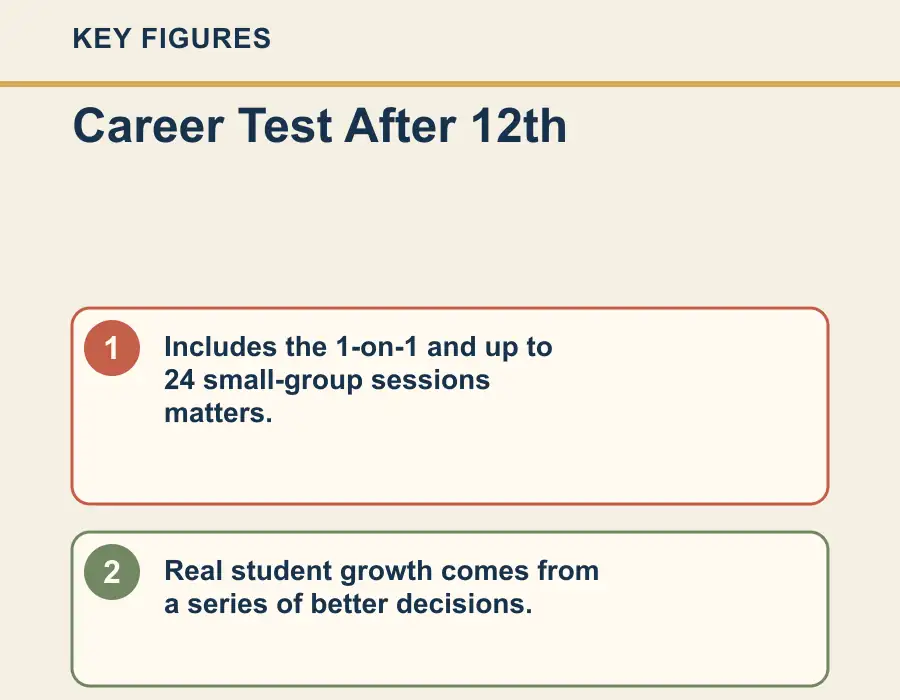 KEY FIGURES
Career Test After 12th
1
Includes the 1-on-1 and up to
24 small-group sessions
matters.
2
Real student growth comes from
a series of better decisions.